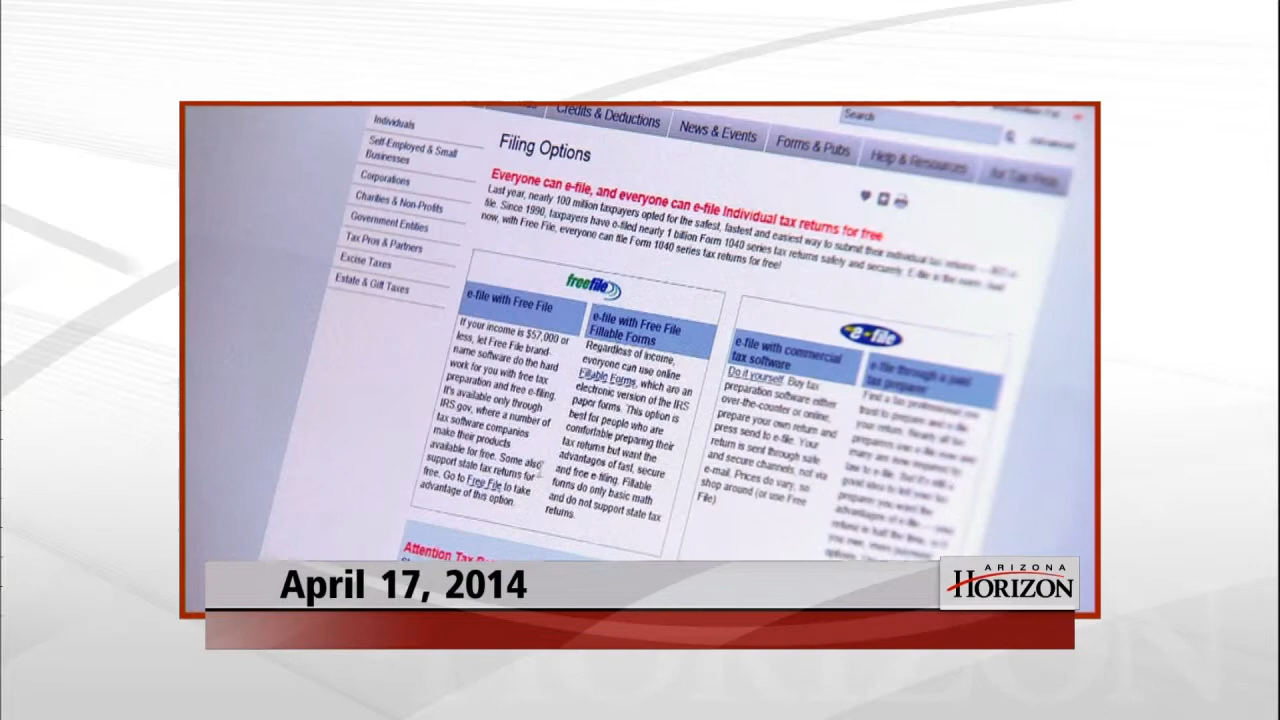 Credits & Deductions
News & Events
Forms & Pubs
Help & Resources
for Tax Pros
Search
Individuals
Self-Employed & Small
Businesses
Corporations
Charities & Non-Profits
Government Entities
Tax Pros & Partners
Excise Taxes
Estate & Gift Taxes
Filing Options
Everyone can e-file, and everyone can e-file Individual tax returns for free
Last year, nearly 100 million taxpayers opted for the safest, fastest and easiest way to submit their individual tax returns
file. Since 1990, taxpayers have e-filed nearly 1 billion Form 1040 series tax returns safely and securely. E-file is the norm. And
now, with Free File, everyone can file Form 1040 series tax returns for free!
freefile
e-file with Free File
If your income is $57,000 or
less, let Free File brand-
name software do the hard
work for you with free tax
preparation and free e-filing.
It's available only through
IRS.gov, where a number of
tax software companies
make their products
available for free. Some also
support state tax returns for
free. Go to Free File to take
advantage of this option.
e-file with Free File
Fillable Forms
Regardless of income,
everyone can use online
Fillable Forms, which are an
electronic version of the IRS
paper forms. This option is
best for people who are
comfortable preparing their
tax returns but want the
advantages of fast, secure
and free e-filing. Fillable
forms do only basic math
and do not support state tax
returns.
e-file
e-file with commercial
tax software
Do it yourself. Buy tax
preparation software either
over-the-counter or online,
prepare your own return and
press send to e-file. Your
return is sent through safe
and secure channels, not via
e-mail. Prices do vary, so
shop around (or use Free
File)
e-file through a paid
tax preparer
Attention Tax
April 17, 2014
ARIZONA
HORIZON